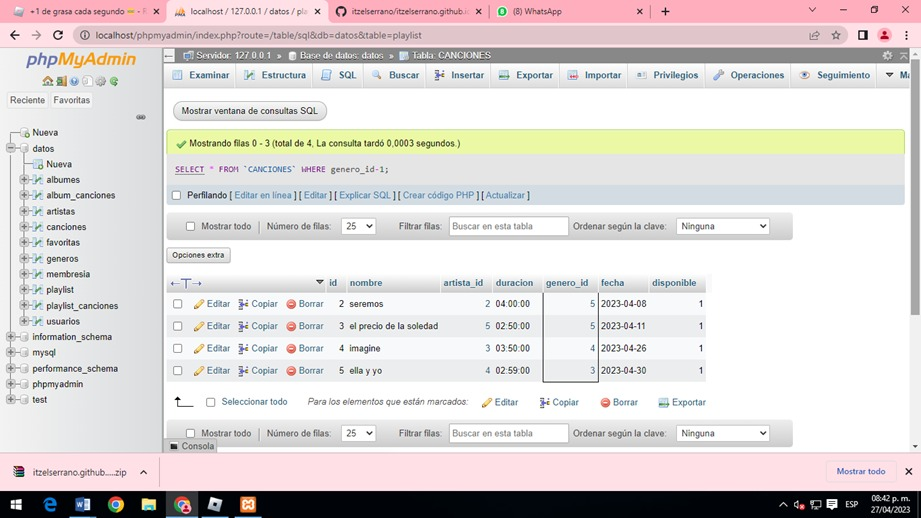 +1 de grasa cada segundo
localhost / 127.0.0.1 / datos / pla
itzelserrano/itzelserrano.github.io
(8) WhatsApp
localhost/phpmyadmin/index.php?route=/table/sql&db=datos&table=playlist
phpMyAdmin
Reciente Favoritas
Nueva
datos
Nueva
albumes
album_canciones
artistas
canciones
favoritas
generos
membresia
playlist
playlist_canciones
usuarios
information_schema
mysql
performance_schema
phpmyadmin
test
Servidor: 127.0.0.1 » Base de datos: datos » Tabla: CANCIONES
Examinar Estructura SQL Buscar Insertar Exportar Importar Privilegios Operaciones Seguimiento
Mostrar ventana de consultas SQL
Mostrando filas 0 - 3 (total de 4, La consulta tardó 0,0003 segundos.)
SELECT * FROM `CANCIONES` WHERE genero_id-1;
Perfilando [ Editar en línea ] [ Editar ] [ Explicar SQL ] [ Crear código PHP ] [ Actualizar ]
Mostrar todo | Número de filas: 25 Filtrar filas: Buscar en esta tabla Ordenar según la clave: Ninguna
Opciones extra
←T→ id nombre artista_id duracion genero_id fecha disponible
Editar Copiar Borrar 2 seremos 2 04:00:00 5 2023-04-08 1
Editar Copiar Borrar 3 el precio de la soledad 5 02:50:00 5 2023-04-11 1
Editar Copiar Borrar 4 imagine 3 03:50:00 4 2023-04-26 1
Editar Copiar Borrar 5 ella y yo 4 02:59:00 3 2023-04-30 1
Seleccionar todo Para los elementos que están marcados: Editar Copiar Borrar Exportar
Mostrar todo | Número de filas: 25 Filtrar filas: Buscar en esta tabla Ordenar según la clave: Ninguna
Consola
itzelserrano.github.....zip
Mostrar todo
ESP
08:42 p. m.
27/04/2023